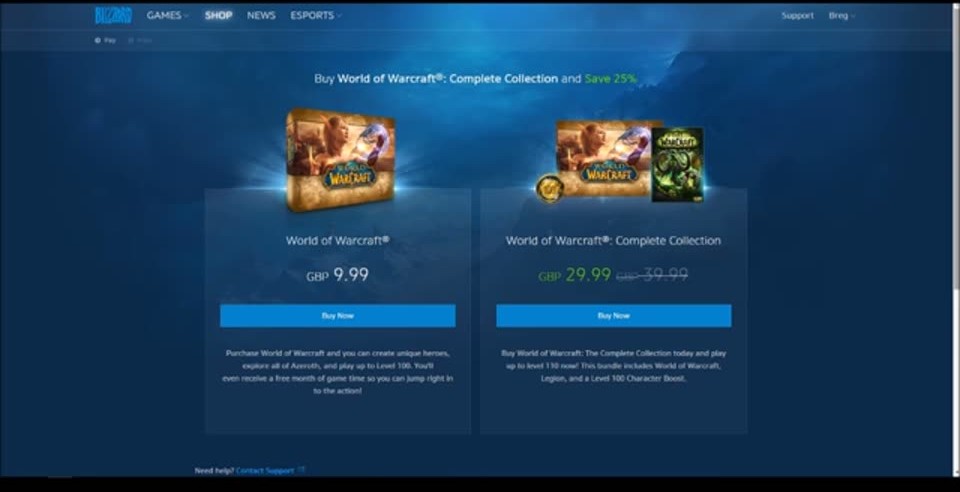 BLIZZARD GAMES SHOP NEWS ESPORTS Support Breg
Buy World of Warcraft®: Complete Collection and Save 25%
WORLD OF WARCRAFT
WORLD OF WARCRAFT
WARCRAFT
World of Warcraft®
World of Warcraft®: Complete Collection
GBP 9.99
GBP 29.99 GBP 39.99
Buy Now
Buy Now
Purchase World of Warcraft and you can create unique heroes,
explore all of Azeroth, and play up to Level 100. You'll
even receive a free month of game time so you can jump right in
to the action!
Buy World of Warcraft: The Complete Collection today and play
up to level 110 now! This bundle includes World of Warcraft,
Legion, and a Level 100 Character Boost.
Need help? Contact Support